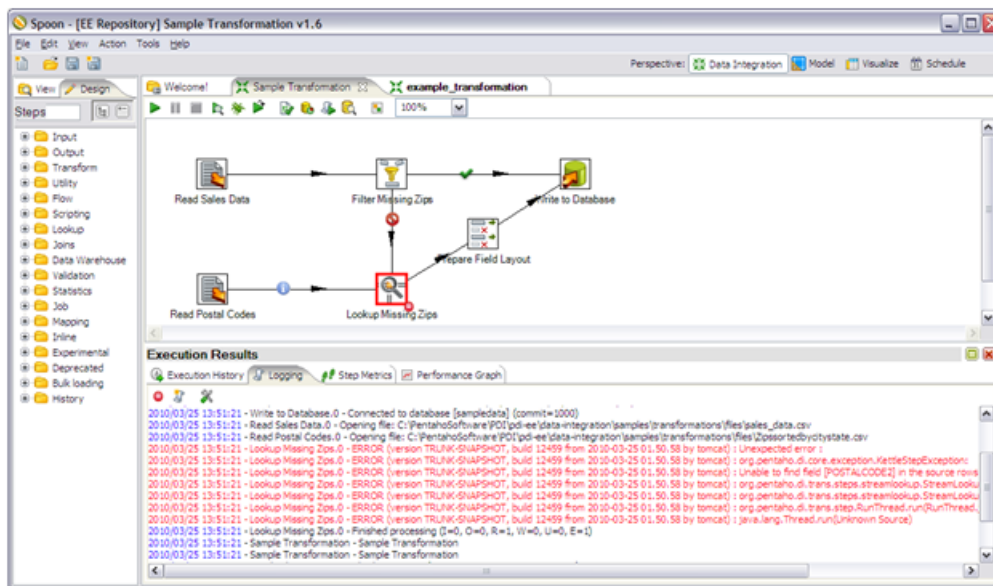 Spoon - [EE Repository] Sample Transformation v1.6
File Edit View Action Tools Help
Perspective: Data Integration Model Visualize Schedule
View Design
Welcome! Sample Transformation example_transformation
Steps
100%
Input
Output
Transform
Utility
Flow
Scripting
Lookup
Joins
Data Warehouse
Validation
Statistics
Job
Mapping
Inline
Experimental
Deprecated
Bulk loading
History
Read Sales Data
Filter Missing Zips
Write to Database
Prepare Field Layout
Read Postal Codes
Lookup Missing Zips
Execution Results
Execution History Logging Step Metrics Performance Graph
2010/03/25 13:51:21 - Write to Database.0 - Connected to database [sampledata] (commit=1000)
2010/03/25 13:51:21 - Read Sales Data.0 - Opening file: C:\PentahoSoftware\PDI\pdi-ee\data-integration\samples\transformations\files\sales_data.csv
2010/03/25 13:51:21 - Read Postal Codes.0 - Opening file: C:\PentahoSoftware\PDI\pdi-ee\data-integration\samples\transformations\files\Zipssortedbycitystate.csv
2010/03/25 13:51:21 - Lookup Missing Zips.0 - ERROR (version TRUNK-SNAPSHOT, build 12459 from 2010-03-25 01.50.58 by tomcat) : Unexpected error :
2010/03/25 13:51:21 - Lookup Missing Zips.0 - ERROR (version TRUNK-SNAPSHOT, build 12459 from 2010-03-25 01.50.58 by tomcat) : org.pentaho.di.core.exception.KettleStepException:
2010/03/25 13:51:21 - Lookup Missing Zips.0 - ERROR (version TRUNK-SNAPSHOT, build 12459 from 2010-03-25 01.50.58 by tomcat) : Unable to find field [POSTALCODE2] in the source rows
2010/03/25 13:51:21 - Lookup Missing Zips.0 - ERROR (version TRUNK-SNAPSHOT, build 12459 from 2010-03-25 01.50.58 by tomcat) : org.pentaho.di.trans.steps.streamlookup.StreamLooku
2010/03/25 13:51:21 - Lookup Missing Zips.0 - ERROR (version TRUNK-SNAPSHOT, build 12459 from 2010-03-25 01.50.58 by tomcat) : org.pentaho.di.trans.steps.streamlookup.StreamLooku
2010/03/25 13:51:21 - Lookup Missing Zips.0 - ERROR (version TRUNK-SNAPSHOT, build 12459 from 2010-03-25 01.50.58 by tomcat) : org.pentaho.di.trans.step.RunThread.run(RunThread.
2010/03/25 13:51:21 - Lookup Missing Zips.0 - ERROR (version TRUNK-SNAPSHOT, build 12459 from 2010-03-25 01.50.58 by tomcat) : java.lang.Thread.run(Unknown Source)
2010/03/25 13:51:21 - Lookup Missing Zips.0 - Finished processing (I=0, O=0, R=1, W=0, U=0, E=1)
2010/03/25 13:51:21 - Sample Transformation - Sample Transformation
2010/03/25 13:51:21 - Sample Transformation - Sample Transformation